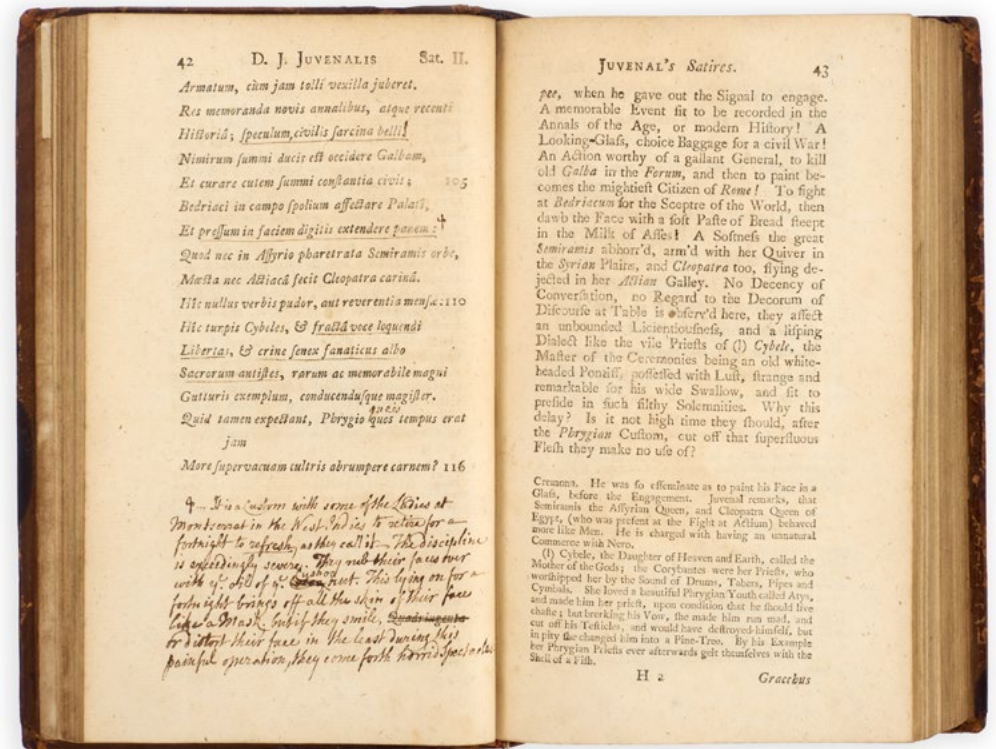 42 D. J. JUVENALIS Sat. II.
Armatum, cùm jam tolli vexilla juberet.
Res memoranda novis annalibus, atque recenti
Hiſtoriâ; ſpeculum, civilis ſarcina belli!
Nimirum ſummi ducis eſt occidere Galbam,
Et curare cutem ſummi conſtantia civis; 105
Bedriaci in campo ſpolium affectare Palatî,
Et preſſum in faciem digitis extendere panem:
Quod nec in Aſſyrio pharetrata Semiramis orbe,
Mæſta nec Actiacâ fecit Cleopatra carinâ.
Hîc nullus verbis pudor, aut reverentia menſæ: 110
Hîc turpis Cybeles, & fractâ voce loquendi
Libertas, & crine ſenex fanaticus albo
Sacrorum antiſtes, rarum ac memorabile magni
Gutturis exemplum, conducenduſque magiſter.
queis
Quid tamen expectant, Phrygio quos tempus erat
jam
More ſupervacuam cultris abrumpere carnem? 116
It is a Custom with some of the Ladies at
Montserrat in the West Indies to retire for a
fortnight to refresh, as they call it. The discipline
is exceedingly severe. They rub their faces over
with yᵉ oill of yᵉ nut. This lying on for a
fortnight brings off all the skin of their face
like a Mask, but if they smile,
or distort their face in the least during this
painful operation, they come forth horrid Spectacles
JUVENAL's Satires. 43
pee, when he gave out the Signal to engage.
A memorable Event fit to be recorded in the
Annals of the Age, or modern Hiſtory! A
Looking-Glaſs, choice Baggage for a civil War!
An Action worthy of a gallant General, to kill
old Galba in the Forum, and then to paint be-
comes the mightieſt Citizen of Rome! To fight
at Bedriacum for the Sceptre of the World, then
dawb the Face with a ſoft Paſte of Bread ſteept
in the Milk of Aſſes! A Softneſs the great
Semiramis abhorr'd, arm'd with her Quiver in
the Syrian Plains, and Cleopatra too, flying de-
jected in her Actian Galley. No Decency of
Converſation, no Regard to the Decorum of
Diſcourſe at Table is obſerv'd here, they affect
an unbounded Licentiouſneſs, and a liſping
Dialect like the vile Prieſts of (l) Cybele, the
Maſter of the Ceremonies being an old white-
headed Pontiff, poſſeſſed with Luſt, ſtrange and
remarkable for his wide Swallow, and fit to
preſide in ſuch filthy Solemnities. Why this
delay? Is it not high time they ſhould, after
the Phrygian Cuſtom, cut off that ſuperfluous
Fleſh they make no uſe of?
Cremona. He was ſo effeminate as to paint his Face in a
Glaſs, before the Engagement. Juvenal remarks, that
Semiramis the Aſſyrian Queen, and Cleopatra Queen of
Egypt, (who was preſent at the Fight at Actium) behaved
more like Men. He is charged with having an unnatural
Commerce with Nero.
(l) Cybele, the Daughter of Heaven and Earth, called the
Mother of the Gods; the Corybantes were her Prieſts, who
worſhipped her by the Sound of Drums, Tabers, Pipes and
Cymbals. She loved a beautiful Phrygian Youth called Atys,
and made him her prieſt, upon condition that he ſhould live
chaſte; but breaking his Vow, ſhe made him run mad, and
cut off his Teſticles, and would have deſtroyed himſelf, but
in pity ſhe changed him into a Pine-Tree. By his Example
her Phrygian Prieſts ever afterwards gelt themſelves with the
Shell of a Fiſh.
H 2 Gracchus